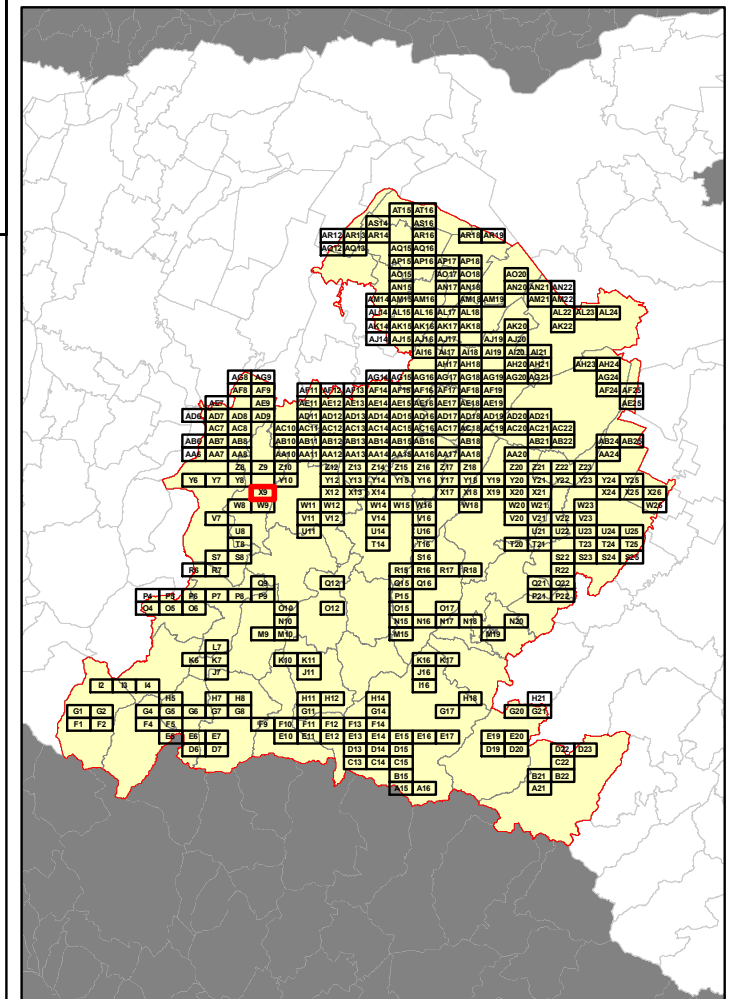 AT15 AT16
AS14 AS16
AR12 AR13 AR14 AR16 AR18 AR19
AQ12 AQ13 AQ15 AQ16
AP15 AP16 AP17 AP18
AO15 AO17 AO18 AO20
AN15 AN17 AN18 AN20 AN21 AN22
AM14 AM15 AM16 AM18 AM19 AM21 AM22
AL14 AL15 AL16 AL17 AL18 AL22 AL23 AL24
AK14 AK15 AK16 AK17 AK18 AK20 AK22
AJ14 AJ15 AJ16 AJ17 AJ19 AJ20
AI16 AI17 AI18 AI19 AI20 AI21
AH17 AH18 AH20 AH21 AH23 AH24
AG8 AG9 AG14 AG15 AG16 AG17 AG18 AG19 AG20 AG21 AG24
AF8 AF9 AF11 AF12 AF13 AF14 AF15 AF16 AF17 AF18 AF19 AF24 AF25
AE7 AE9 AE11 AE12 AE13 AE14 AE15 AE16 AE17 AE18 AE19 AE25
AD6 AD7 AD8 AD9 AD11 AD12 AD13 AD14 AD15 AD16 AD17 AD18 AD19 AD20 AD21
AC7 AC8 AC10 AC11 AC12 AC13 AC14 AC15 AC16 AC17 AC18 AC19 AC20 AC21 AC22
AB6 AB7 AB8 AB10 AB11 AB12 AB13 AB14 AB15 AB16 AB18 AB21 AB22 AB24 AB25
AA6 AA7 AA8 AA10 AA11 AA12 AA13 AA14 AA15 AA16 AA17 AA18 AA20 AA24
Z8 Z9 Z10 Z12 Z13 Z14 Z15 Z16 Z17 Z18 Z20 Z21 Z22 Z23
Y6 Y7 Y8 Y10 Y12 Y13 Y14 Y15 Y16 Y17 Y18 Y19 Y20 Y21 Y22 Y23 Y24 Y25
X9 X12 X13 X14 X17 X18 X19 X20 X21 X24 X25 X26
W8 W9 W11 W12 W14 W15 W16 W18 W20 W21 W23 W26
V7 V11 V12 V14 V16 V20 V21 V22 V23
U8 U11 U14 U16 U21 U22 U23 U24 U25
T8 T14 T16 T20 T21 T23 T24 T25
S7 S8 S16 S22 S23 S24 S25
R6 R7 R15 R16 R17 R18 R22
Q9 Q12 Q15 Q16 Q21 Q22
P4 P5 P6 P7 P8 P9 P15 P21 P22
O4 O5 O6 O10 O12 O15 O17
N10 N15 N16 N17 N18 N20
M9 M10 M15 M19
L7
K6 K7 K10 K11 K16 K17
J7 J11 J16
I2 I3 I4 I16
H5 H7 H8 H11 H12 H14 H18 H21
G1 G2 G4 G5 G6 G7 G8 G11 G14 G17 G20 G21
F1 F2 F4 F5 F9 F10 F11 F12 F13 F14
E5 E6 E7 E10 E11 E12 E13 E14 E15 E16 E17 E19 E20
D6 D7 D13 D14 D15 D19 D20 D22 D23
C13 C14 C15 C22
B15 B21 B22
A15 A16 A21